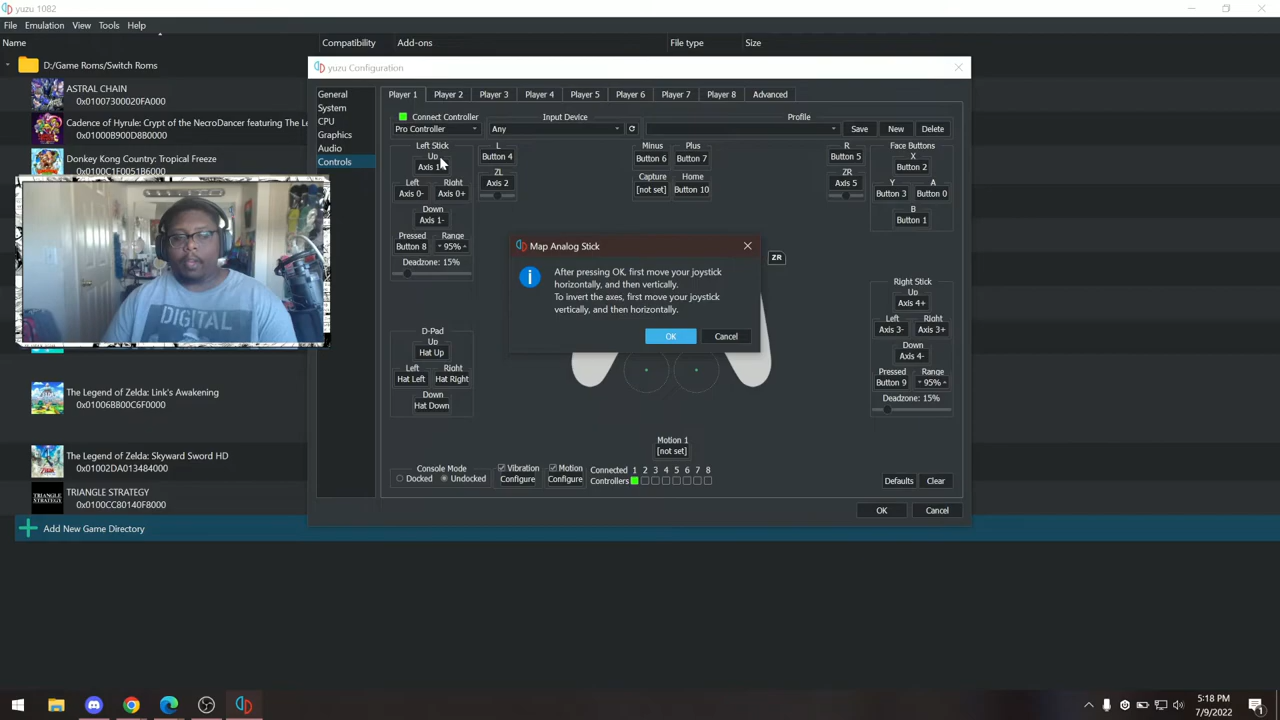 yuzu 1082
File Emulation View Tools Help
Name Compatibility Add-ons File type Size
D:/Game Roms/Switch Roms
ASTRAL CHAIN
0x01007300020FA000
Cadence of Hyrule: Crypt of the NecroDancer featuring The Le
0x01000B900D8B0000
Donkey Kong Country: Tropical Freeze
0x0100C1F0051B6000
DIGITAL
The Legend of Zelda: Link's Awakening
0x01006BB00C6F0000
The Legend of Zelda: Skyward Sword HD
0x01002DA013484000
TRIANGLE STRATEGY
0x0100CC80140F8000
Add New Game Directory
yuzu Configuration
General
System
CPU
Graphics
Audio
Controls
Player 1 Player 2 Player 3 Player 4 Player 5 Player 6 Player 7 Player 8 Advanced
Connect Controller Input Device Profile
Pro Controller Any Save New Delete
Left Stick
Up
Axis 1
Left Right
Axis 0- Axis 0+
Down
Axis 1-
Pressed Range
Button 8 95%
Deadzone: 15%
L
Button 4
ZL
Axis 2
Minus Plus
Button 6 Button 7
Capture Home
[not set] Button 10
R
Button 5
ZR
Axis 5
Face Buttons
X
Button 2
Y A
Button 3 Button 0
B
Button 1
Map Analog Stick
After pressing OK, first move your joystick
horizontally, and then vertically.
To invert the axes, first move your joystick
vertically, and then horizontally.
OK Cancel
ZR
Right Stick
Up
Axis 4+
Left Right
Axis 3- Axis 3+
Down
Axis 4-
Pressed Range
Button 9 95%
Deadzone: 15%
D-Pad
Up
Hat Up
Left Right
Hat Left Hat Right
Down
Hat Down
Motion 1
[not set]
Console Mode
Docked Undocked
Vibration
Configure
Motion
Configure
Connected 1 2 3 4 5 6 7 8
Controllers
Defaults Clear
OK Cancel
5:18 PM
7/9/2022